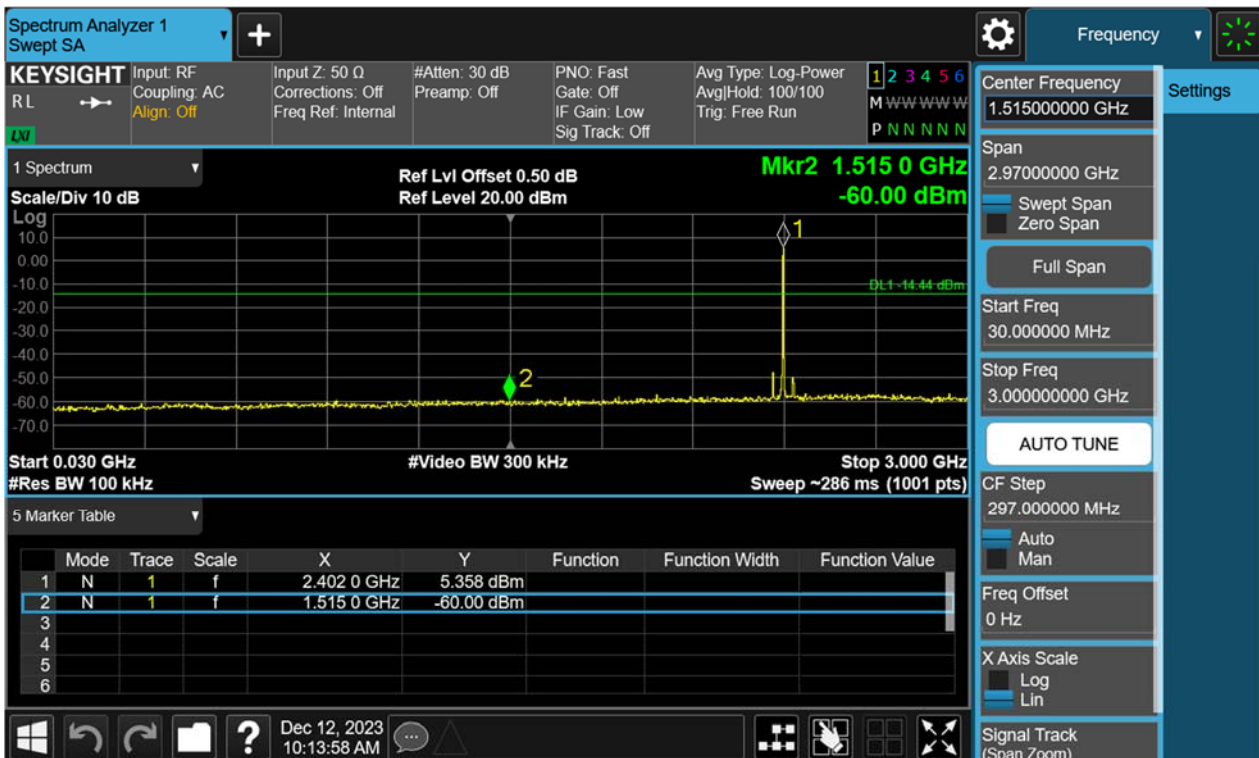 Spectrum Analyzer 1
Swept SA
Frequency
KEYSIGHT
RL
LXI
Input: RF
Coupling: AC
Align: Off
Input Z: 50 Ω
Corrections: Off
Freq Ref: Internal
#Atten: 30 dB
Preamp: Off
PNO: Fast
Gate: Off
IF Gain: Low
Sig Track: Off
Avg Type: Log-Power
Avg|Hold: 100/100
Trig: Free Run
1 2 3 4 5 6
M W W W W W
P N N N N N
Settings
1 Spectrum
Scale/Div 10 dB
Ref Lvl Offset 0.50 dB
Ref Level 20.00 dBm
Mkr2 1.515 0 GHz
-60.00 dBm
Log
10.0
0.00
-10.0
-20.0
-30.0
-40.0
-50.0
-60.0
-70.0
1
DL1 -14.44 dBm
2
Start 0.030 GHz
#Res BW 100 kHz
#Video BW 300 kHz
Stop 3.000 GHz
Sweep ~286 ms (1001 pts)
5 Marker Table
Mode Trace Scale X Y Function Function Width Function Value
1 N 1 f 2.402 0 GHz 5.358 dBm
2 N 1 f 1.515 0 GHz -60.00 dBm
3
4
5
6
Center Frequency
1.515000000 GHz
Span
2.97000000 GHz
Swept Span
Zero Span
Full Span
Start Freq
30.000000 MHz
Stop Freq
3.000000000 GHz
AUTO TUNE
CF Step
297.000000 MHz
Auto
Man
Freq Offset
0 Hz
X Axis Scale
Log
Lin
Signal Track
(Span Zoom)
?
Dec 12, 2023
10:13:58 AM